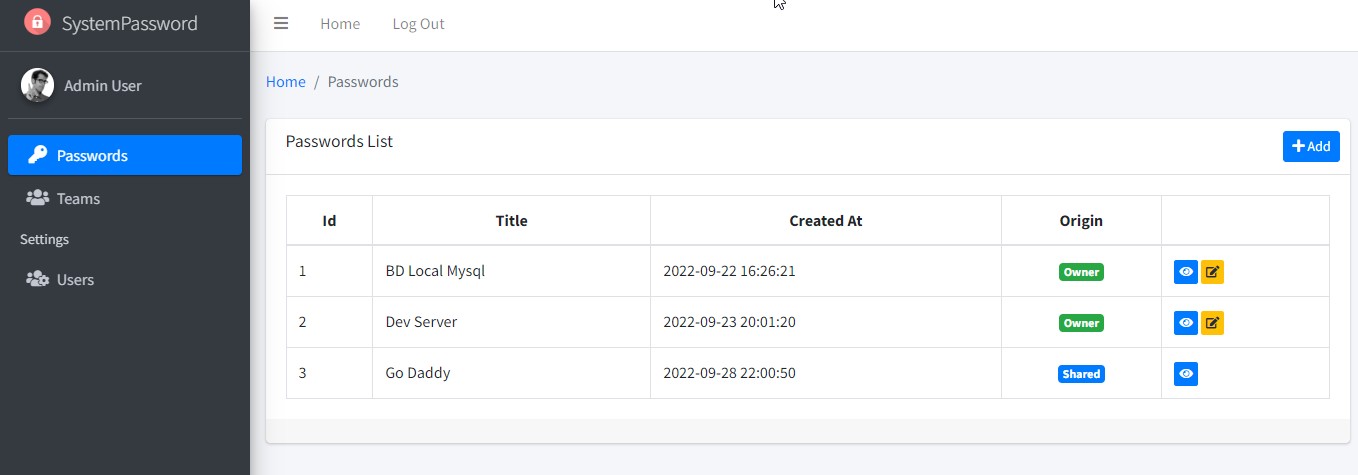 SystemPassword
Home Log Out
Admin User
Home / Passwords
Passwords
Teams
Settings
Users
Passwords List
Add
Id Title Created At Origin
1 BD Local Mysql 2022-09-22 16:26:21 Owner
2 Dev Server 2022-09-23 20:01:20 Owner
3 Go Daddy 2022-09-28 22:00:50 Shared